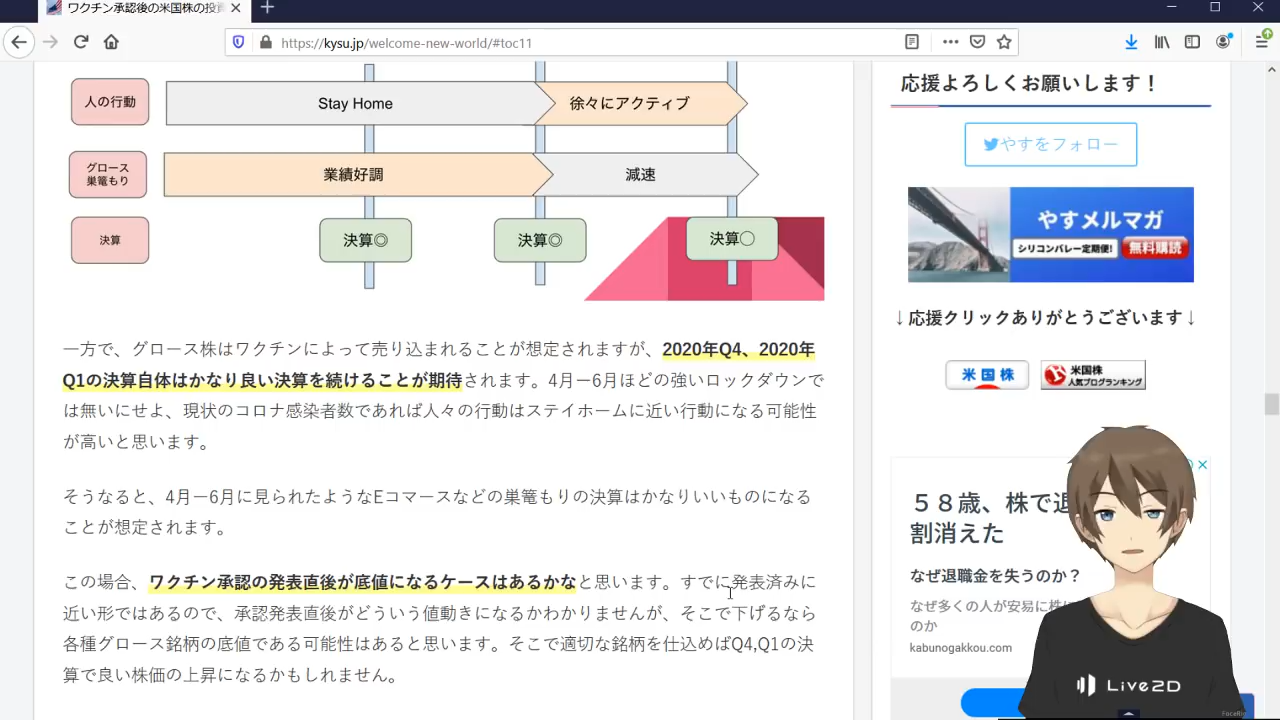 ワクチン承認後の米国株の投資
https://kysu.jp/welcome-new-world/#toc11
人の行動
Stay Home
徐々にアクティブ
グロース
巣篭もり
業績好調
減速
決算
決算◎
決算◎
決算〇
一方で、グロース株はワクチンによって売り込まれることが想定されますが、2020年Q4、2020年
Q1の決算自体はかなり良い決算を続けることが期待されます。4月ー6月ほどの強いロックダウンで
は無いにせよ、現状のコロナ感染者数であれば人々の行動はステイホームに近い行動になる可能性
が高いと思います。
そうなると、4月ー6月に見られたようなEコマースなどの巣篭もりの決算はかなりいいものになる
ことが想定されます。
この場合、ワクチン承認の発表直後が底値になるケースはあるかなと思います。すでに発表済みに
近い形ではあるので、承認発表直後がどういう値動きになるかわかりませんが、そこで下げるなら
各種グロース銘柄の底値である可能性はあると思います。そこで適切な銘柄を仕込めばQ4,Q1の決
算で良い株価の上昇になるかもしれません。
応援よろしくお願いします！
やすをフォロー
やすメルマガ
シリコンバレー定期便!
無料購読
↓応援クリックありがとうございます↓
米国株
米国株
人気ブログランキング
５８歳、株で退
割消えた
なぜ退職金を失うのか？
なぜ多くの人が安易に株に
のか
kabunogakkou.com
Live2D
FaceRig